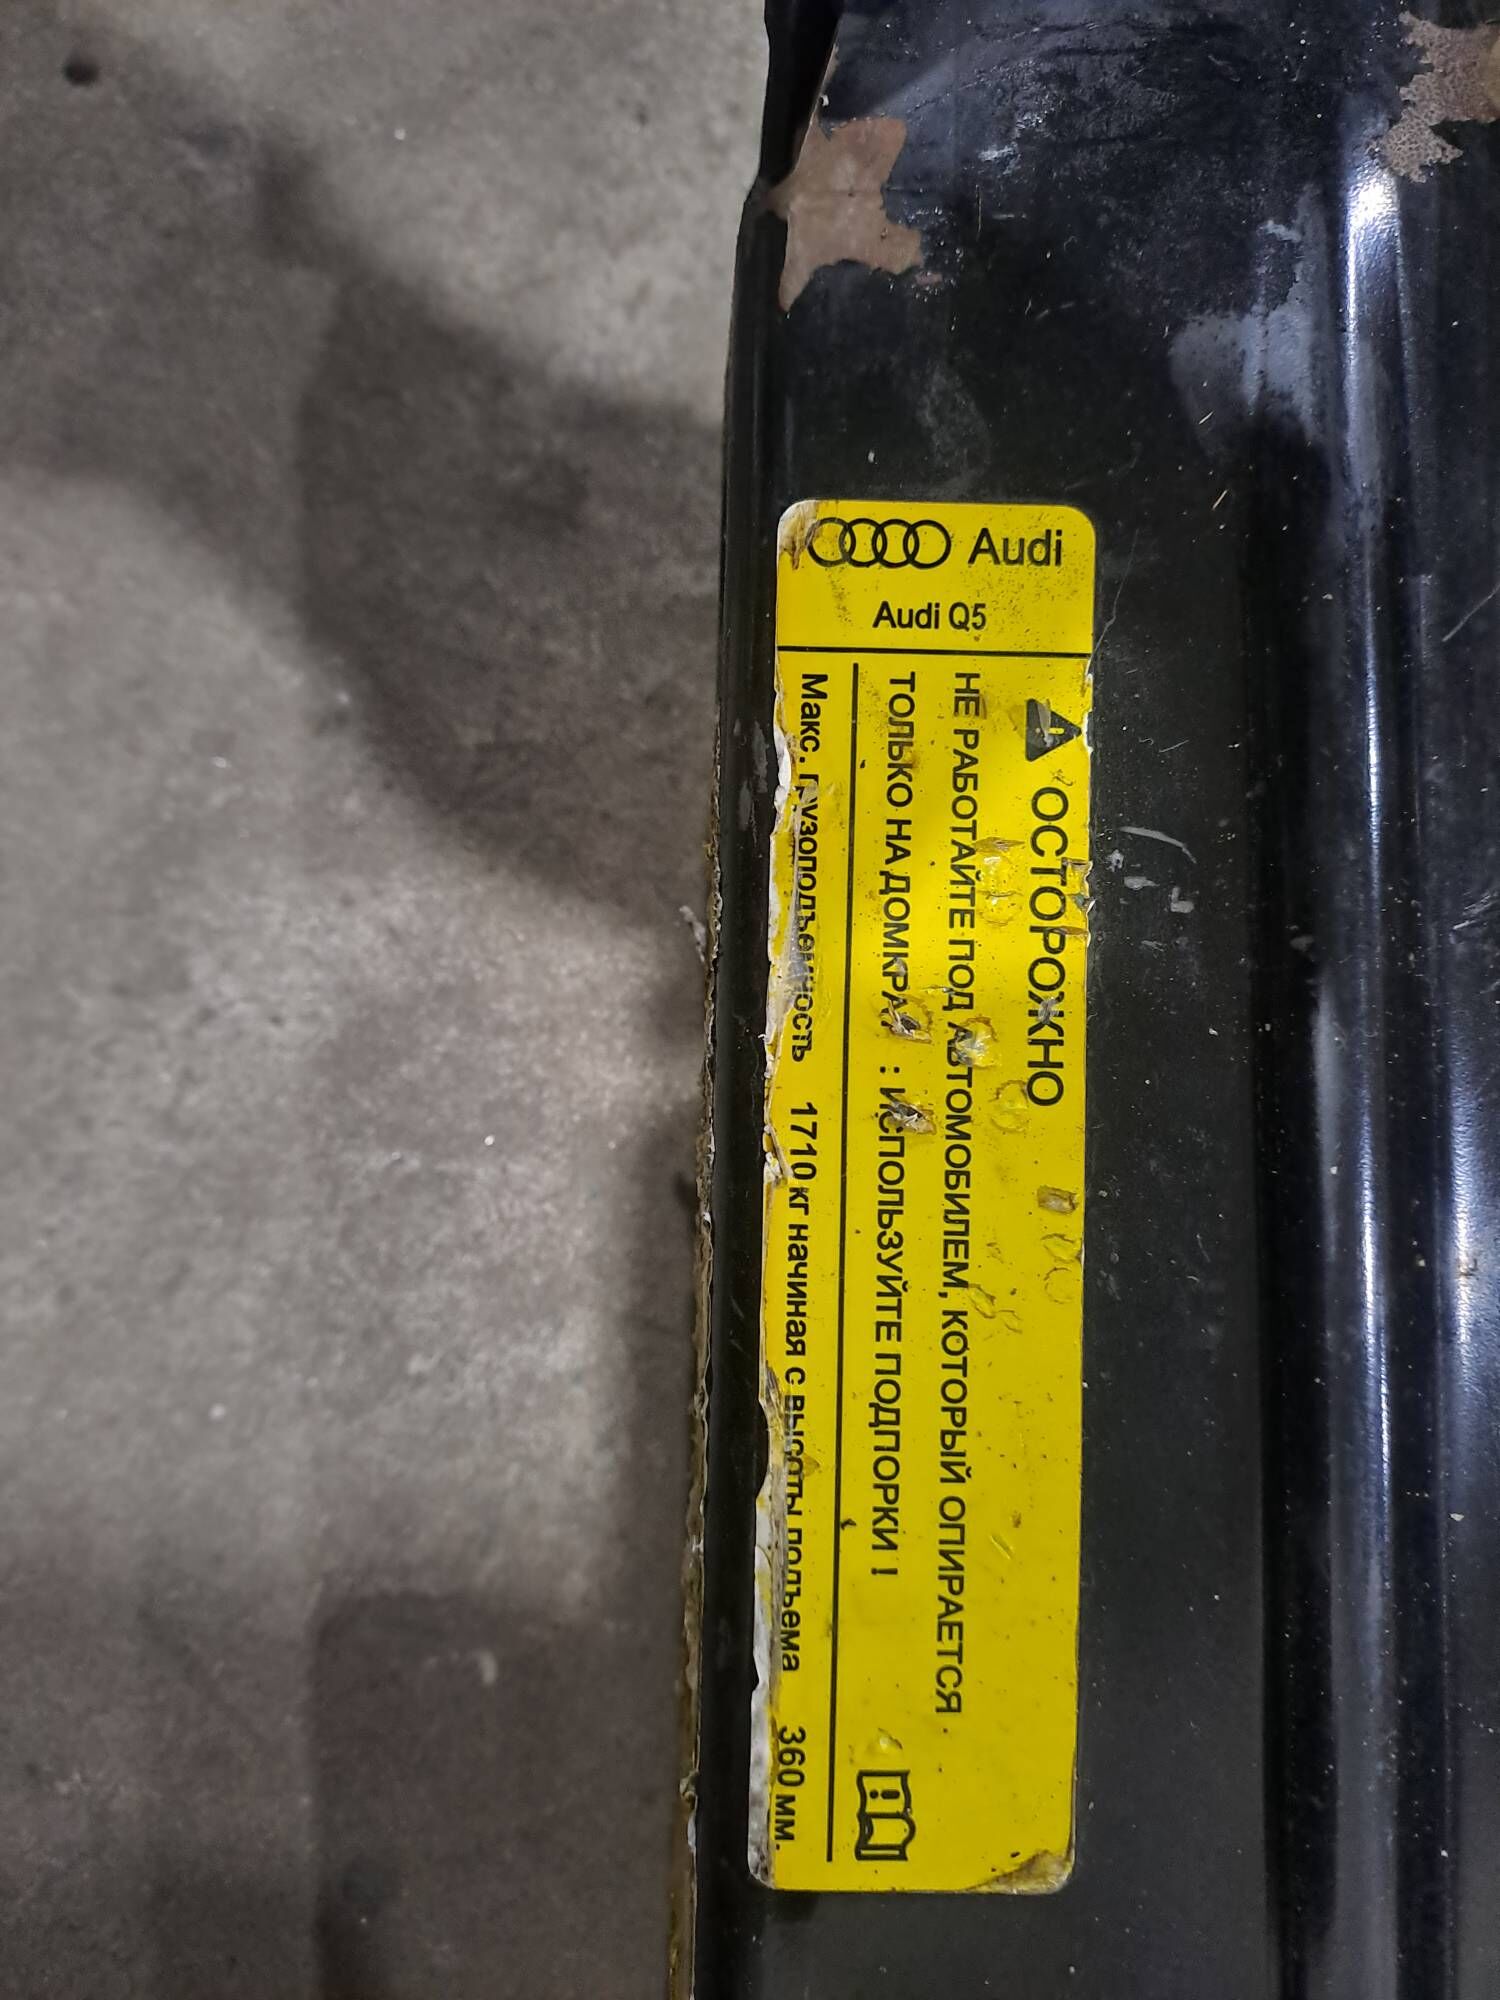 Audi
Audi Q5
ОСТОРОЖНО
НЕ РАБОТАЙТЕ ПОД АВТОМОБИЛЕМ, КОТОРЫЙ ОПИРАЕТСЯ
ТОЛЬКО НА ДОМКРАТ : ИСПОЛЬЗУЙТЕ ПОДПОРКИ !
Макс. грузоподъемность 1710 кг начиная с высоты подъема 360 мм.